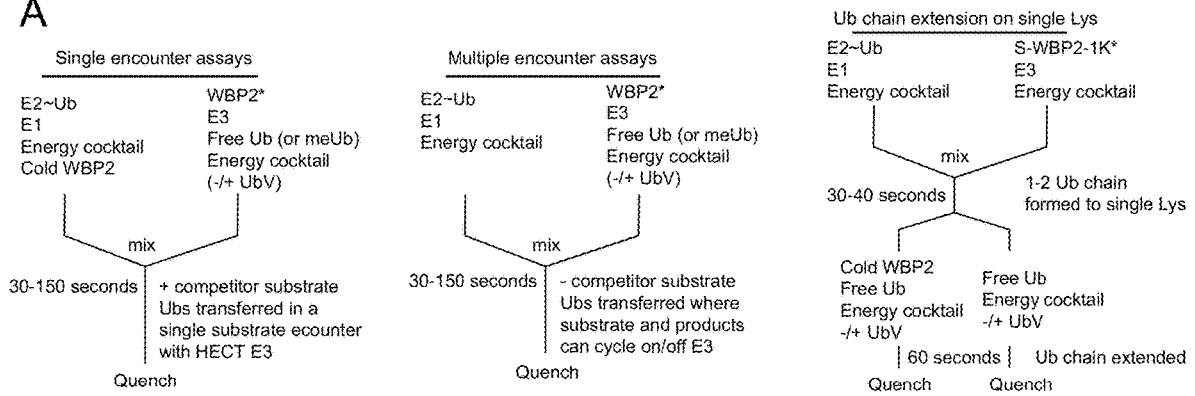 A
Single encounter assays
E2~Ub
E1
Energy cocktail
Cold WBP2
WBP2*
E3
Free Ub (or meUb)
Energy cocktail
(-/+ UbV)
mix
30-150 seconds
+ competitor substrate
Ubs transferred in a
single substrate ecounter
with HECT E3
Quench
Multiple encounter assays
E2~Ub
E1
Energy cocktail
WBP2*
E3
Free Ub (or meUb)
Energy cocktail
(-/+ UbV)
mix
30-150 seconds
- competitor substrate
Ubs transferred where
substrate and products
can cycle on/off E3
Quench
Ub chain extension on single Lys
E2~Ub
E1
Energy cocktail
S-WBP2-1K*
E3
Energy cocktail
mix
30-40 seconds
1-2 Ub chain
formed to single Lys
Cold WBP2
Free Ub
Energy cocktail
-/+ UbV
Free Ub
Energy cocktail
-/+ UbV
60 seconds
Ub chain extended
Quench
Quench